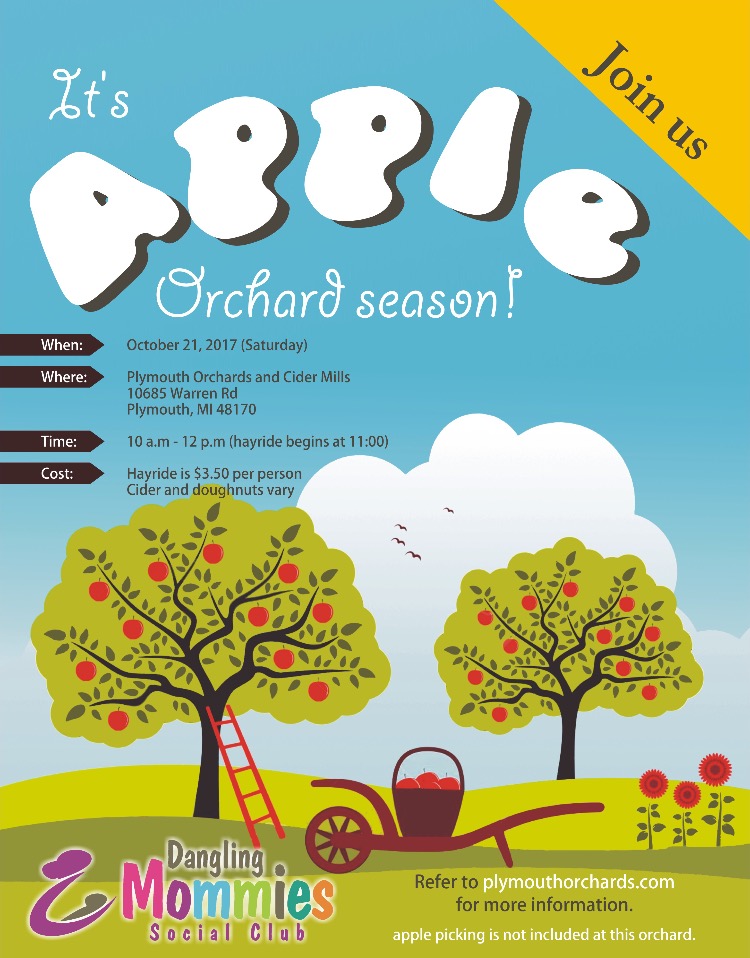 Join us
It's
Apple
Orchard season!
When: October 21, 2017 (Saturday)
Where: Plymouth Orchards and Cider Mills
10685 Warren Rd
Plymouth, MI 48170
Time: 10 a.m - 12 p.m (hayride begins at 11:00)
Cost: Hayride is $3.50 per person
Cider and doughnuts vary
Dangling
Mommies
Social Club
Refer to plymouthorchards.com
for more information.
apple picking is not included at this orchard.